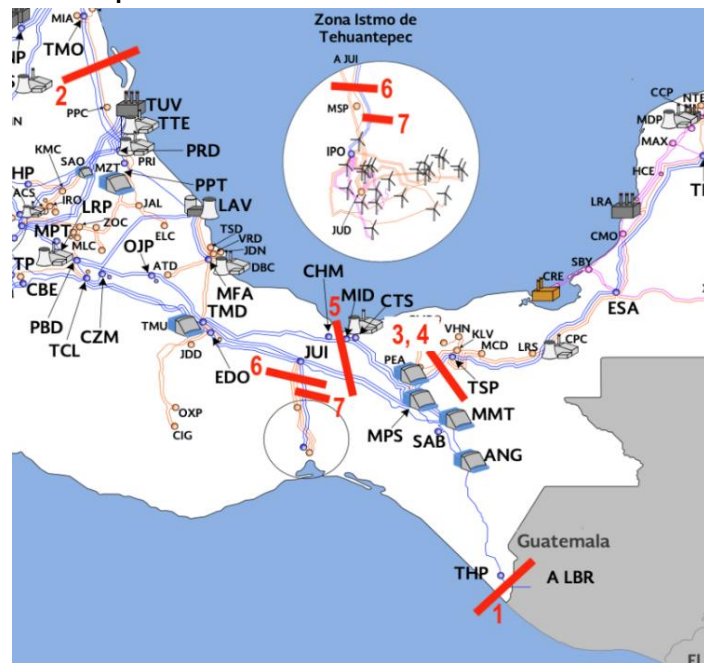 Zona Istmo de
Tehuantepec
A JUI
6
MSP
7
IPO
JUD
MIA
TMO
NP
2
PPC
TUV
TTE
PRD
PRI
KMC
SAO
MZT
HP
ACS
IRO
PPT
LRP
ZOC
JAL
LAV
MPT
MLC
ELC
TSD
VRD
JDN
DBC
OJP
TP
ATD
MFA
CBE
TMD
PBD
TCL
CZM
TMU
JDD
EDO
JUI
CHM
MID
CTS
5
3, 4
VHN
KLV
MCD
LRS
CPC
PEA
TSP
6
7
OXP
CIG
MPS
MMT
SAB
ANG
CCP
NTE
MDP
MAX
HCE
LRA
CMO
SBY
CRE
ESA
Guatemala
THP
A LBR
1